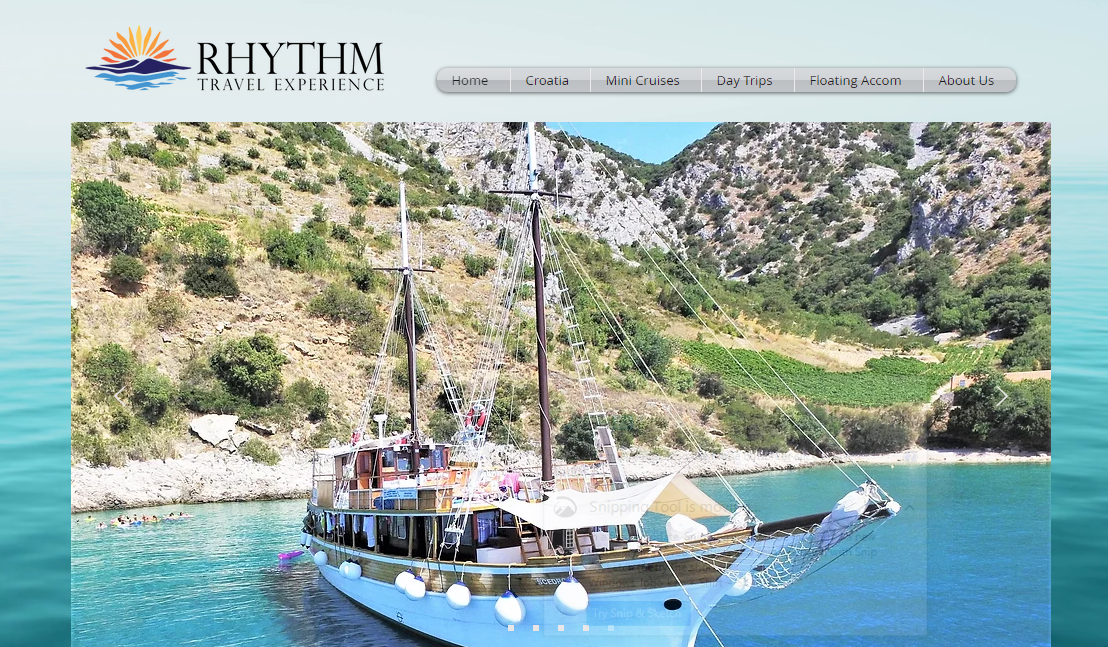 RHYTHM
TRAVEL EXPERIENCE
Home Croatia Mini Cruises Day Trips Floating Accom About Us
Snipping Tool is mo
Try Snip & Sketch